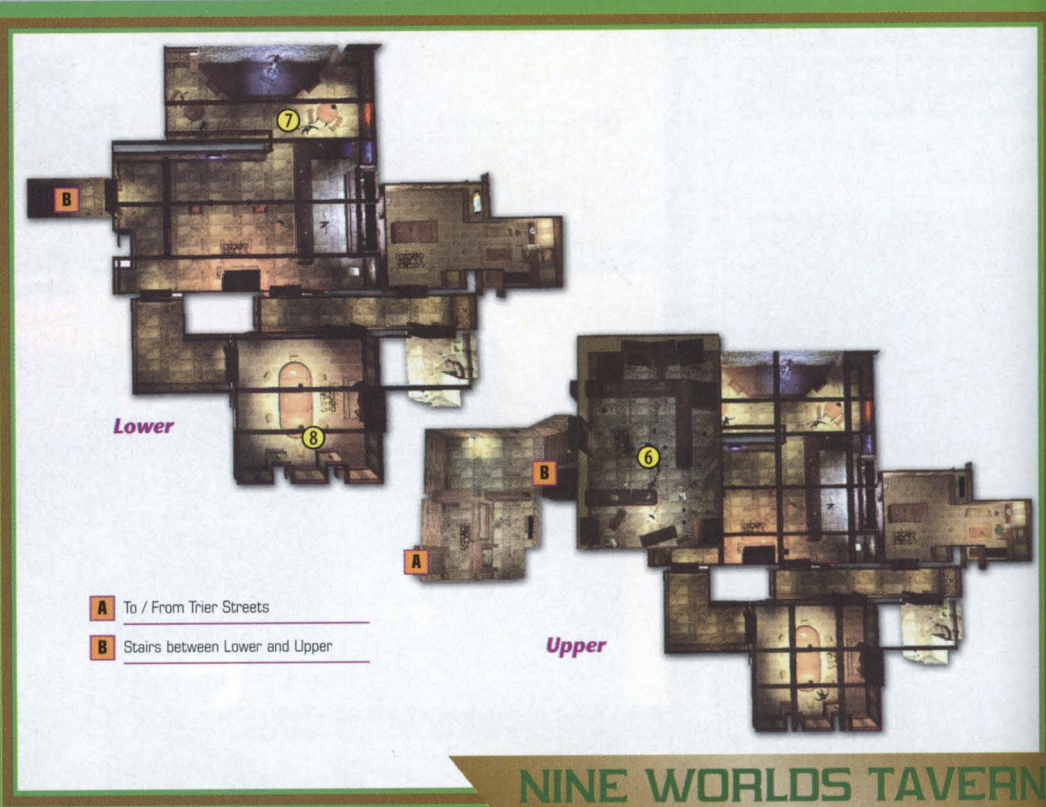 7
B
8
Lower
6
B
A
A To / From Trier Streets
B Stairs between Lower and Upper
Upper
NINE WORLDS TAVERN